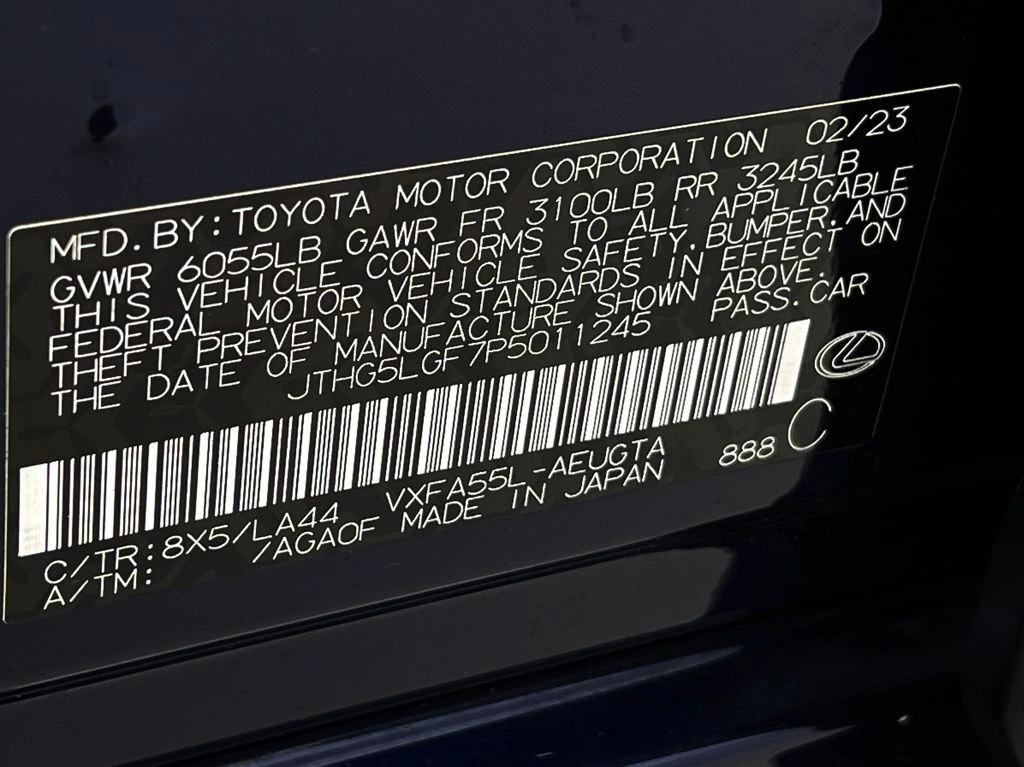 MFD. BY: TOYOTA MOTOR CORPORATION 02/23
GVWR 6055LB GAWR FR 3100LB RR 3245LB
THIS VEHICLE CONFORMS TO ALL APPLICABLE
FEDERAL MOTOR VEHICLE SAFETY, BUMPER, AND
THEFT PREVENTION STANDARDS IN EFFECT ON
THE DATE OF MANUFACTURE SHOWN ABOVE.
JTHG5LGF7P5011245 PASS. CAR
C/TR: 8X5/LA44 VXFA55L-AEUGTA 888 C
A/TM: /AGAOF MADE IN JAPAN